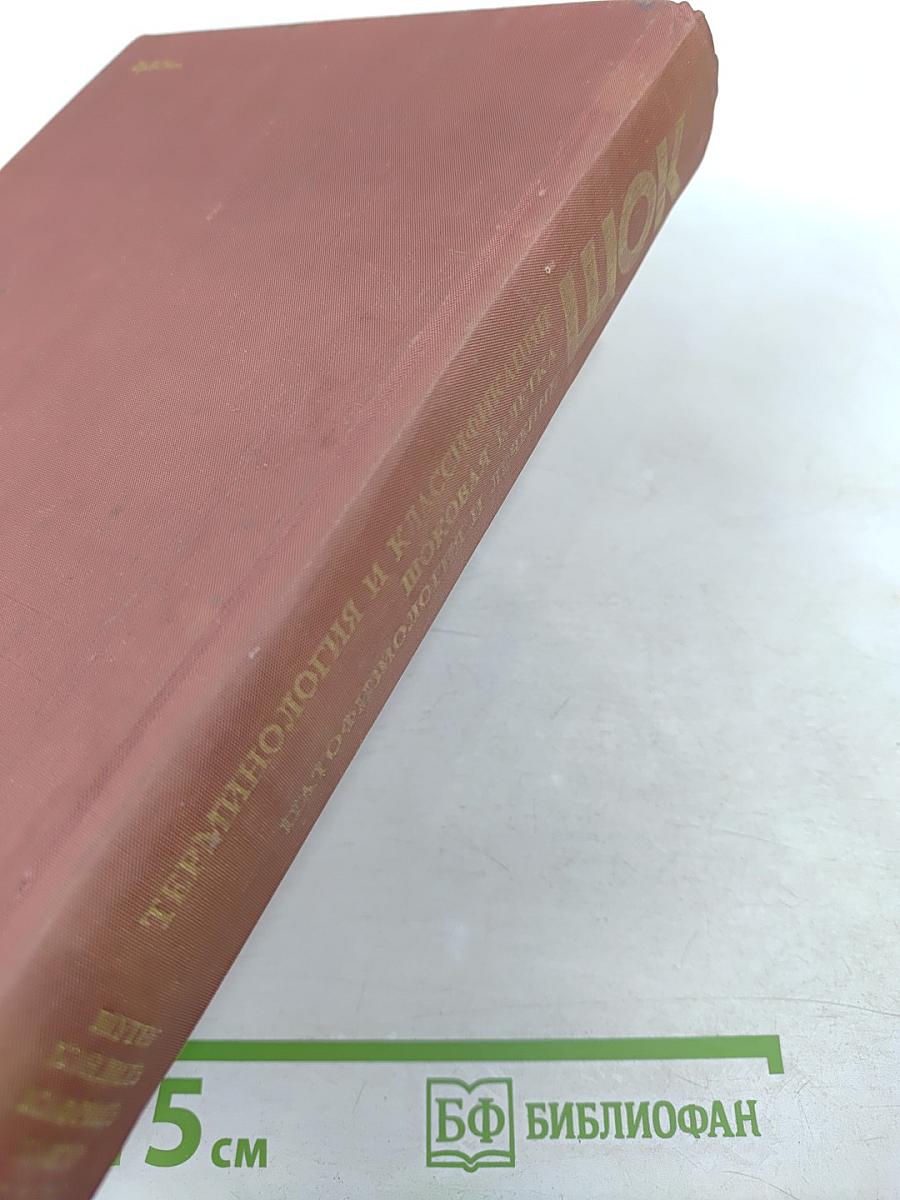 ШОК
ТЕРМИНОЛОГИЯ И КЛАССИФИКАЦИИ
ШОКОВАЯ КЛЕТКА
ПАТОФИЗИОЛОГИЯ И ЛЕЧЕНИЕ
5 см
БФ БИБЛИОФАН